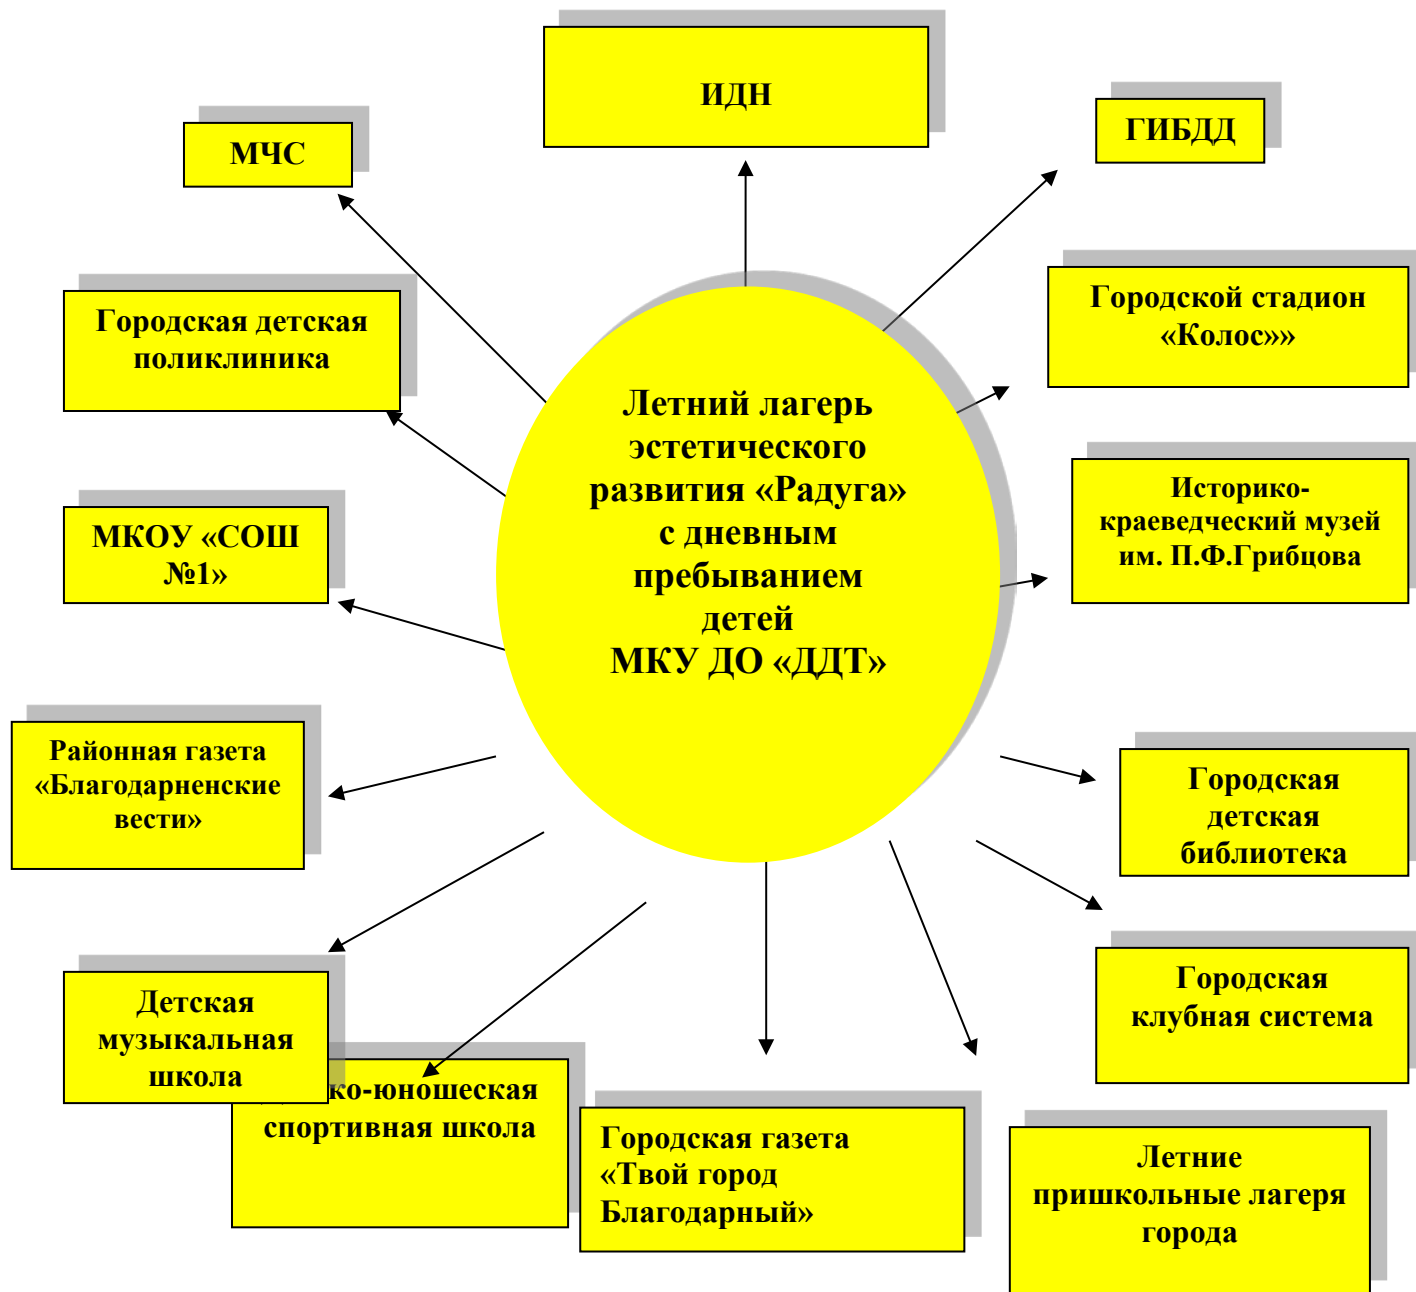 ИДН
ГИБДД
МЧС
Городская детская
поликлиника
Городской стадион
«Колос»»
Летний лагерь
эстетического
развития «Радуга»
с дневным
пребыванием
детей
МКУ ДО «ДДТ»
Историко-
краеведческий музей
им. П.Ф.Грибцова
МКОУ «СОШ
№1»
Районная газета
«Благодарненские
вести»
Городская
детская
библиотека
Детская
музыкальная
школа
Городская
клубная система
ко-юношеская
спортивная школа
Городская газета
«Твой город
Благодарный»
Летние
пришкольные лагеря
города